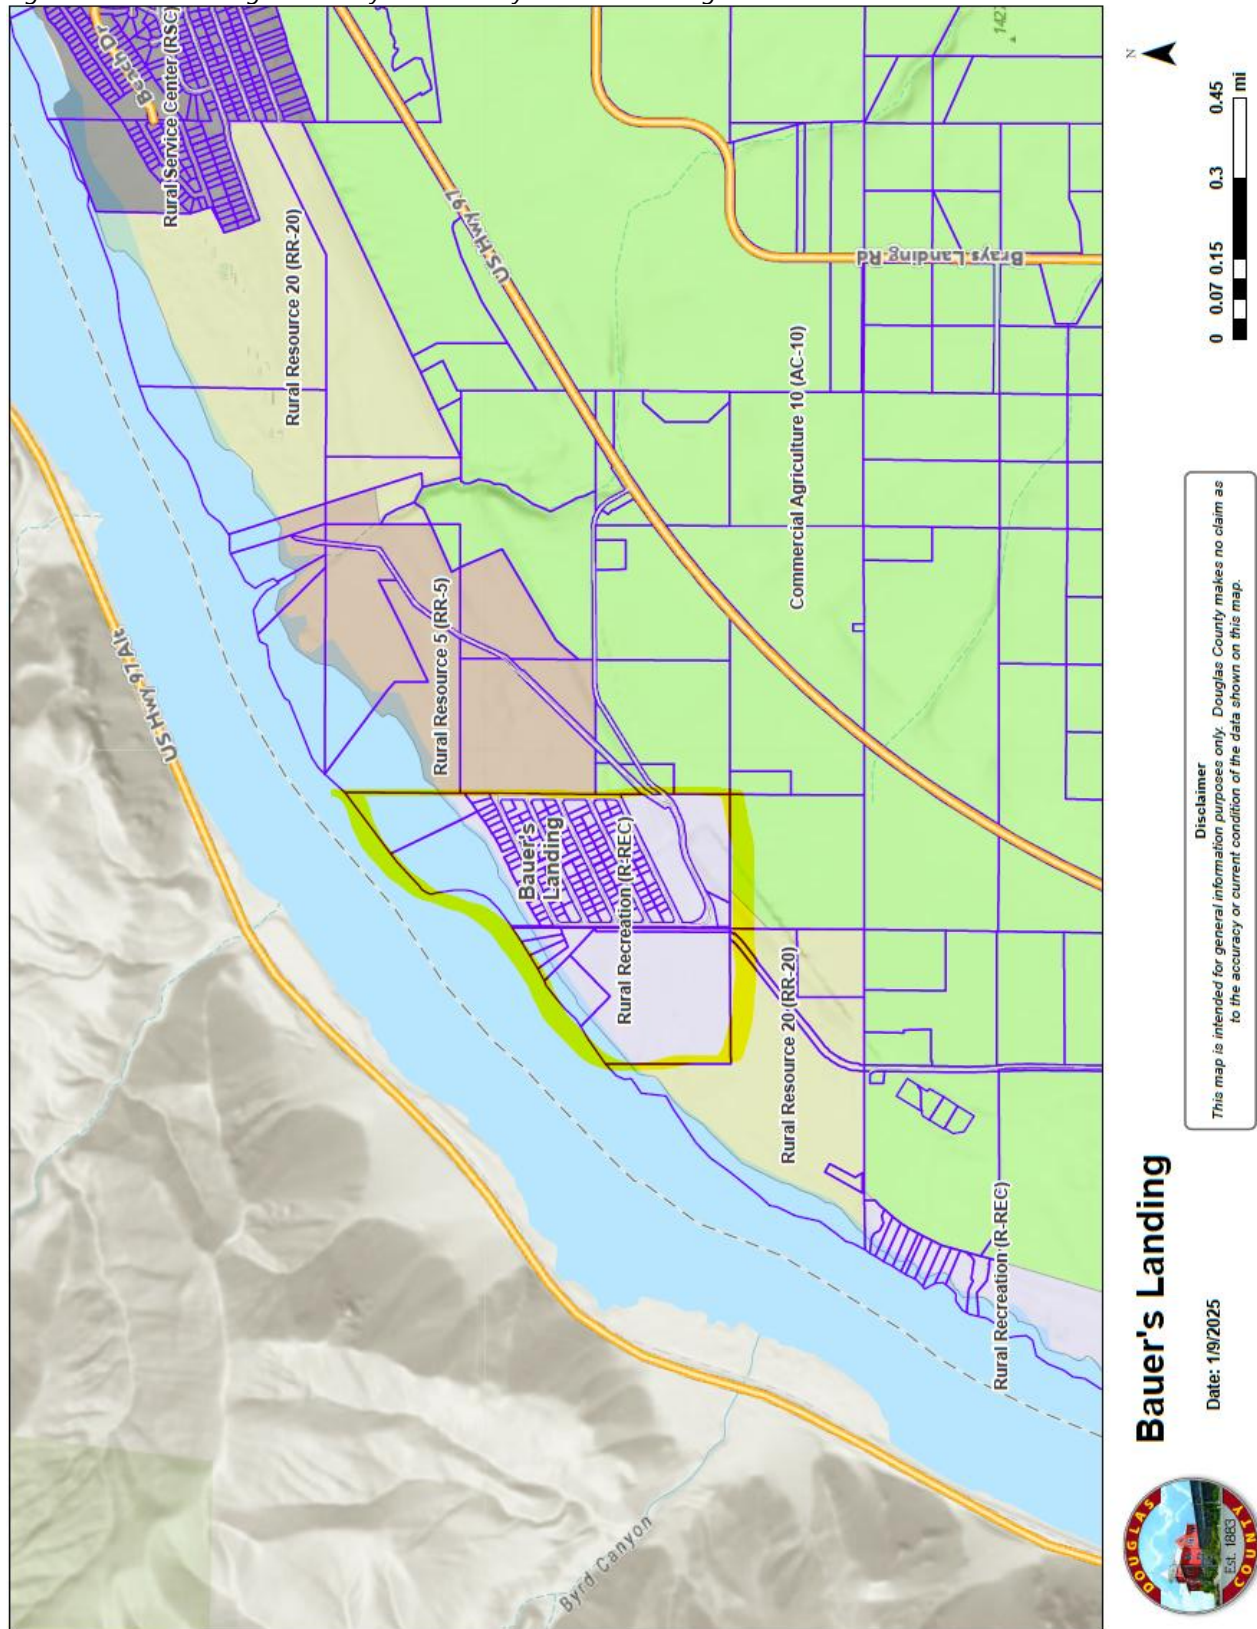 US Hwy 97 Alt
Beach Dr
Rural Service Center (RSC)
Rural Resource 20 (RR-20)
Rural Resource 5 (RR-5)
US Hwy 97
Bauer's
Landing
Rural Recreation (R-REC)
Byrd Canyon
Rural Resource 20 (RR-20)
Commercial Agriculture 10 (AC-10)
Brays Landing Rd
Rural Recreation (R-REC)
DOUGLAS
COUNTY
Est. 1883
Bauer's Landing
Date: 1/9/2025
Disclaimer
This map is intended for general information purposes only. Douglas County makes no claim as
to the accuracy or current condition of the data shown on this map.
N
0 0.07 0.15 0.3 0.45
mi